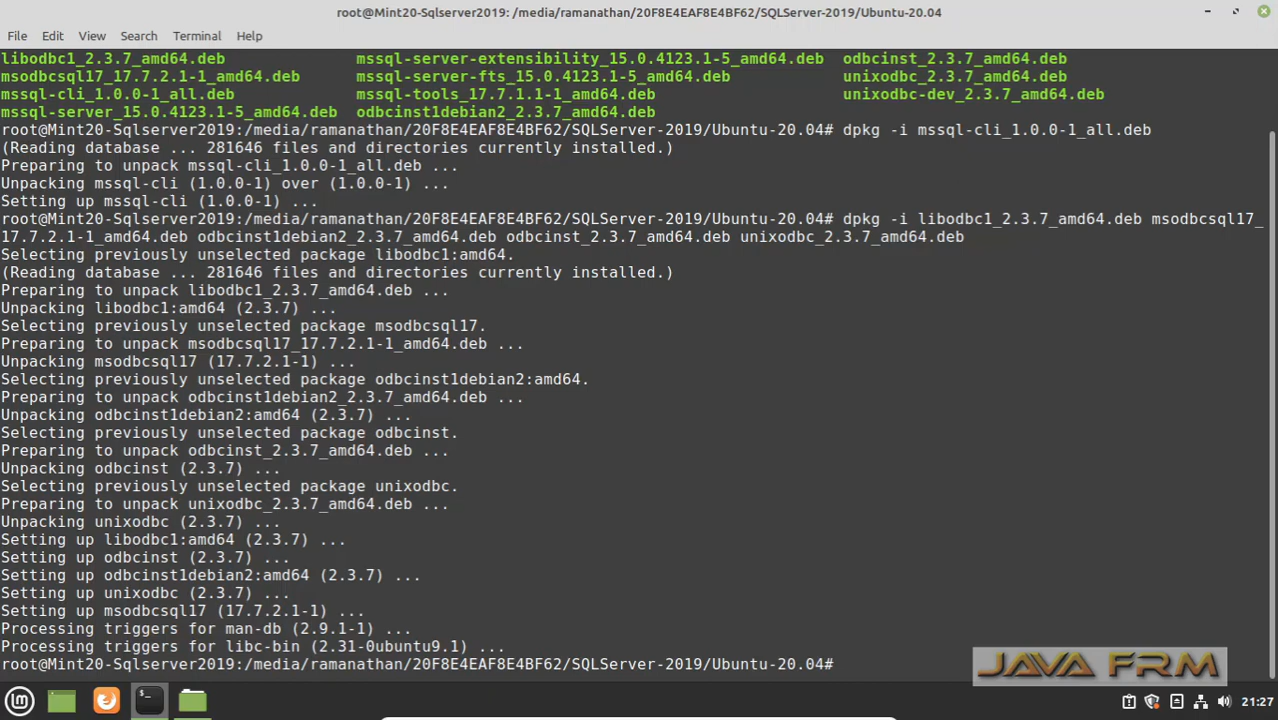 root@Mint20-Sqlserver2019: /media/ramanathan/20F8E4EAF8E4BF62/SQLServer-2019/Ubuntu-20.04
File Edit View Search Terminal Help
libodbc1_2.3.7_amd64.deb mssql-server-extensibility_15.0.4123.1-5_amd64.deb odbcinst_2.3.7_amd64.deb
msodbcsql17_17.7.2.1-1_amd64.deb mssql-server-fts_15.0.4123.1-5_amd64.deb unixodbc_2.3.7_amd64.deb
mssql-cli_1.0.0-1_all.deb mssql-tools_17.7.1.1-1_amd64.deb unixodbc-dev_2.3.7_amd64.deb
mssql-server_15.0.4123.1-5_amd64.deb odbcinst1debian2_2.3.7_amd64.deb
root@Mint20-Sqlserver2019:/media/ramanathan/20F8E4EAF8E4BF62/SQLServer-2019/Ubuntu-20.04# dpkg -i mssql-cli_1.0.0-1_all.deb
(Reading database ... 281646 files and directories currently installed.)
Preparing to unpack mssql-cli_1.0.0-1_all.deb ...
Unpacking mssql-cli (1.0.0-1) over (1.0.0-1) ...
Setting up mssql-cli (1.0.0-1) ...
root@Mint20-Sqlserver2019:/media/ramanathan/20F8E4EAF8E4BF62/SQLServer-2019/Ubuntu-20.04# dpkg -i libodbc1_2.3.7_amd64.deb msodbcsql17_
17.7.2.1-1_amd64.deb odbcinst1debian2_2.3.7_amd64.deb odbcinst_2.3.7_amd64.deb unixodbc_2.3.7_amd64.deb
Selecting previously unselected package libodbc1:amd64.
(Reading database ... 281646 files and directories currently installed.)
Preparing to unpack libodbc1_2.3.7_amd64.deb ...
Unpacking libodbc1:amd64 (2.3.7) ...
Selecting previously unselected package msodbcsql17.
Preparing to unpack msodbcsql17_17.7.2.1-1_amd64.deb ...
Unpacking msodbcsql17 (17.7.2.1-1) ...
Selecting previously unselected package odbcinst1debian2:amd64.
Preparing to unpack odbcinst1debian2_2.3.7_amd64.deb ...
Unpacking odbcinst1debian2:amd64 (2.3.7) ...
Selecting previously unselected package odbcinst.
Preparing to unpack odbcinst_2.3.7_amd64.deb ...
Unpacking odbcinst (2.3.7) ...
Selecting previously unselected package unixodbc.
Preparing to unpack unixodbc_2.3.7_amd64.deb ...
Unpacking unixodbc (2.3.7) ...
Setting up libodbc1:amd64 (2.3.7) ...
Setting up odbcinst (2.3.7) ...
Setting up odbcinst1debian2:amd64 (2.3.7) ...
Setting up unixodbc (2.3.7) ...
Setting up msodbcsql17 (17.7.2.1-1) ...
Processing triggers for man-db (2.9.1-1) ...
Processing triggers for libc-bin (2.31-0ubuntu9.1) ...
root@Mint20-Sqlserver2019:/media/ramanathan/20F8E4EAF8E4BF62/SQLServer-2019/Ubuntu-20.04#
JAVA FRM
21:27